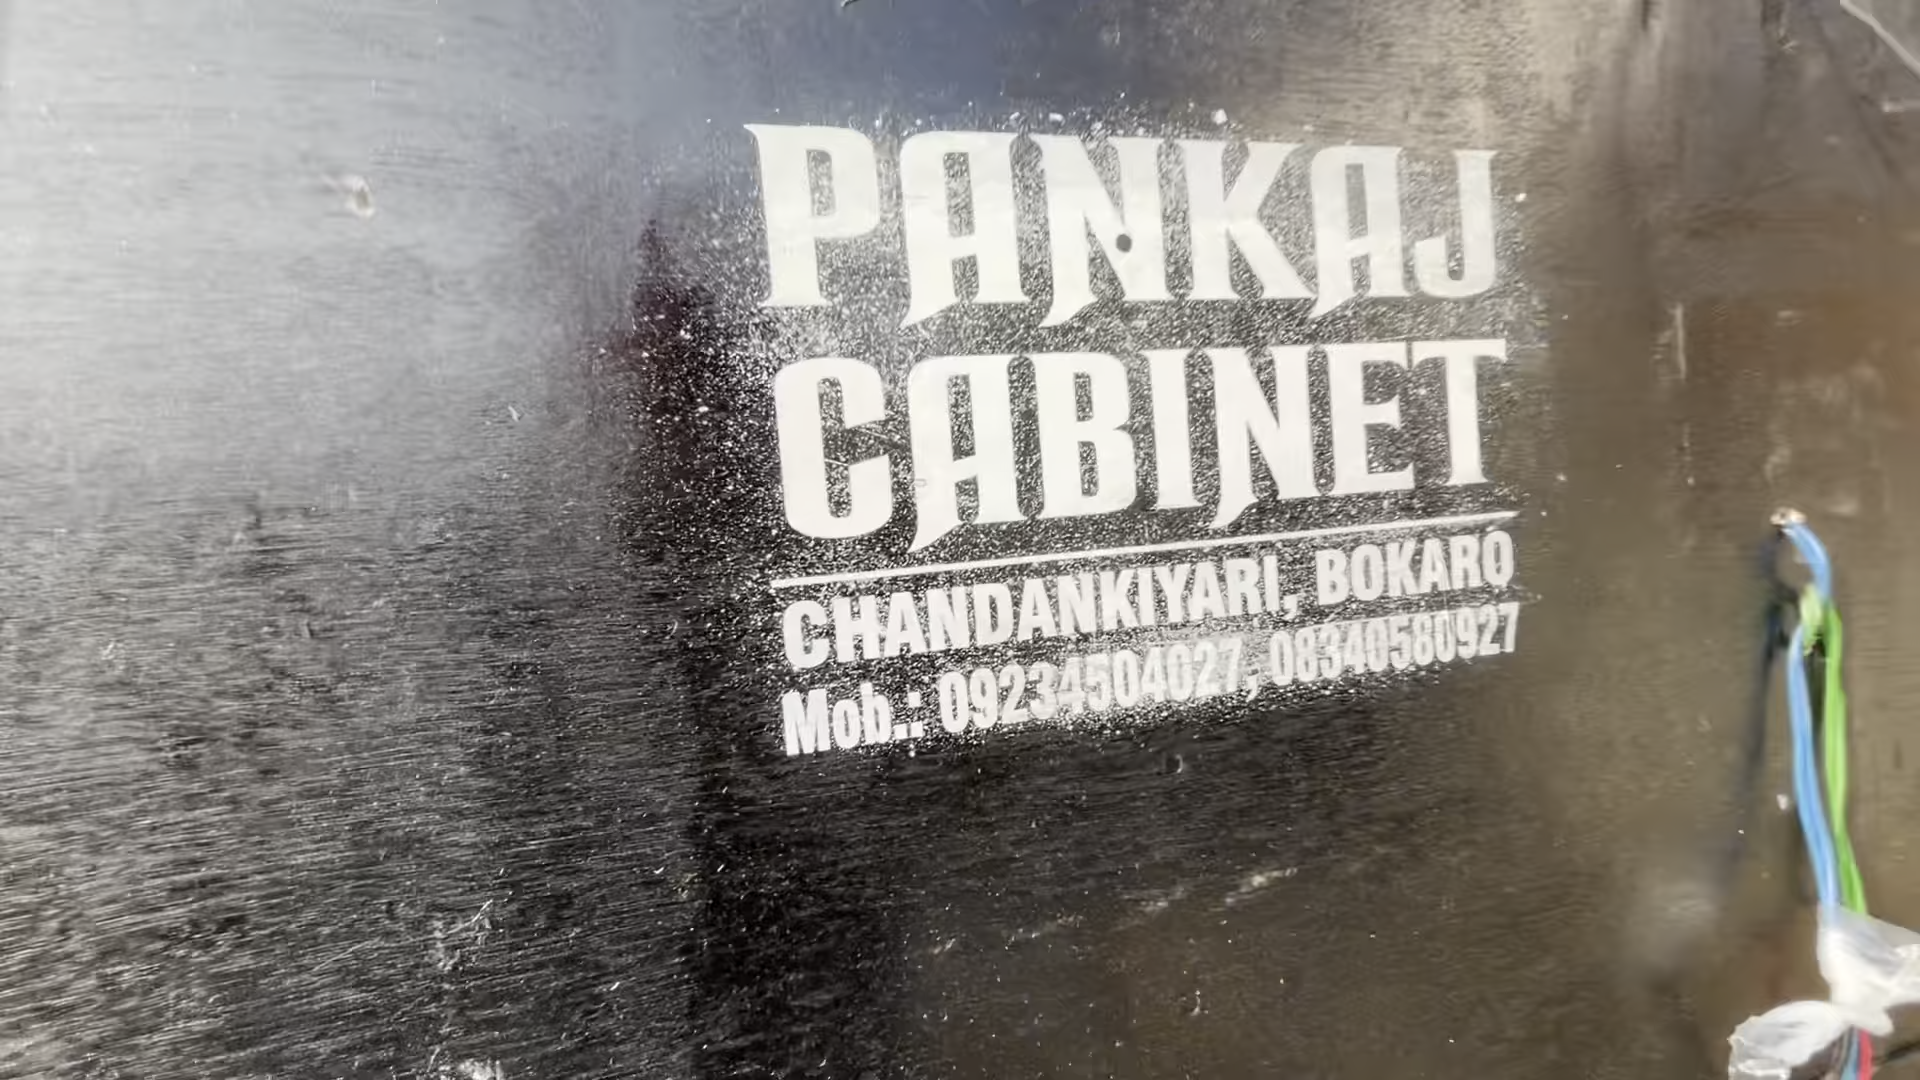 PANKAJ
CABINET
CHANDANKIYARI, BOKARO
Mob.: 09234504027, 08340580927